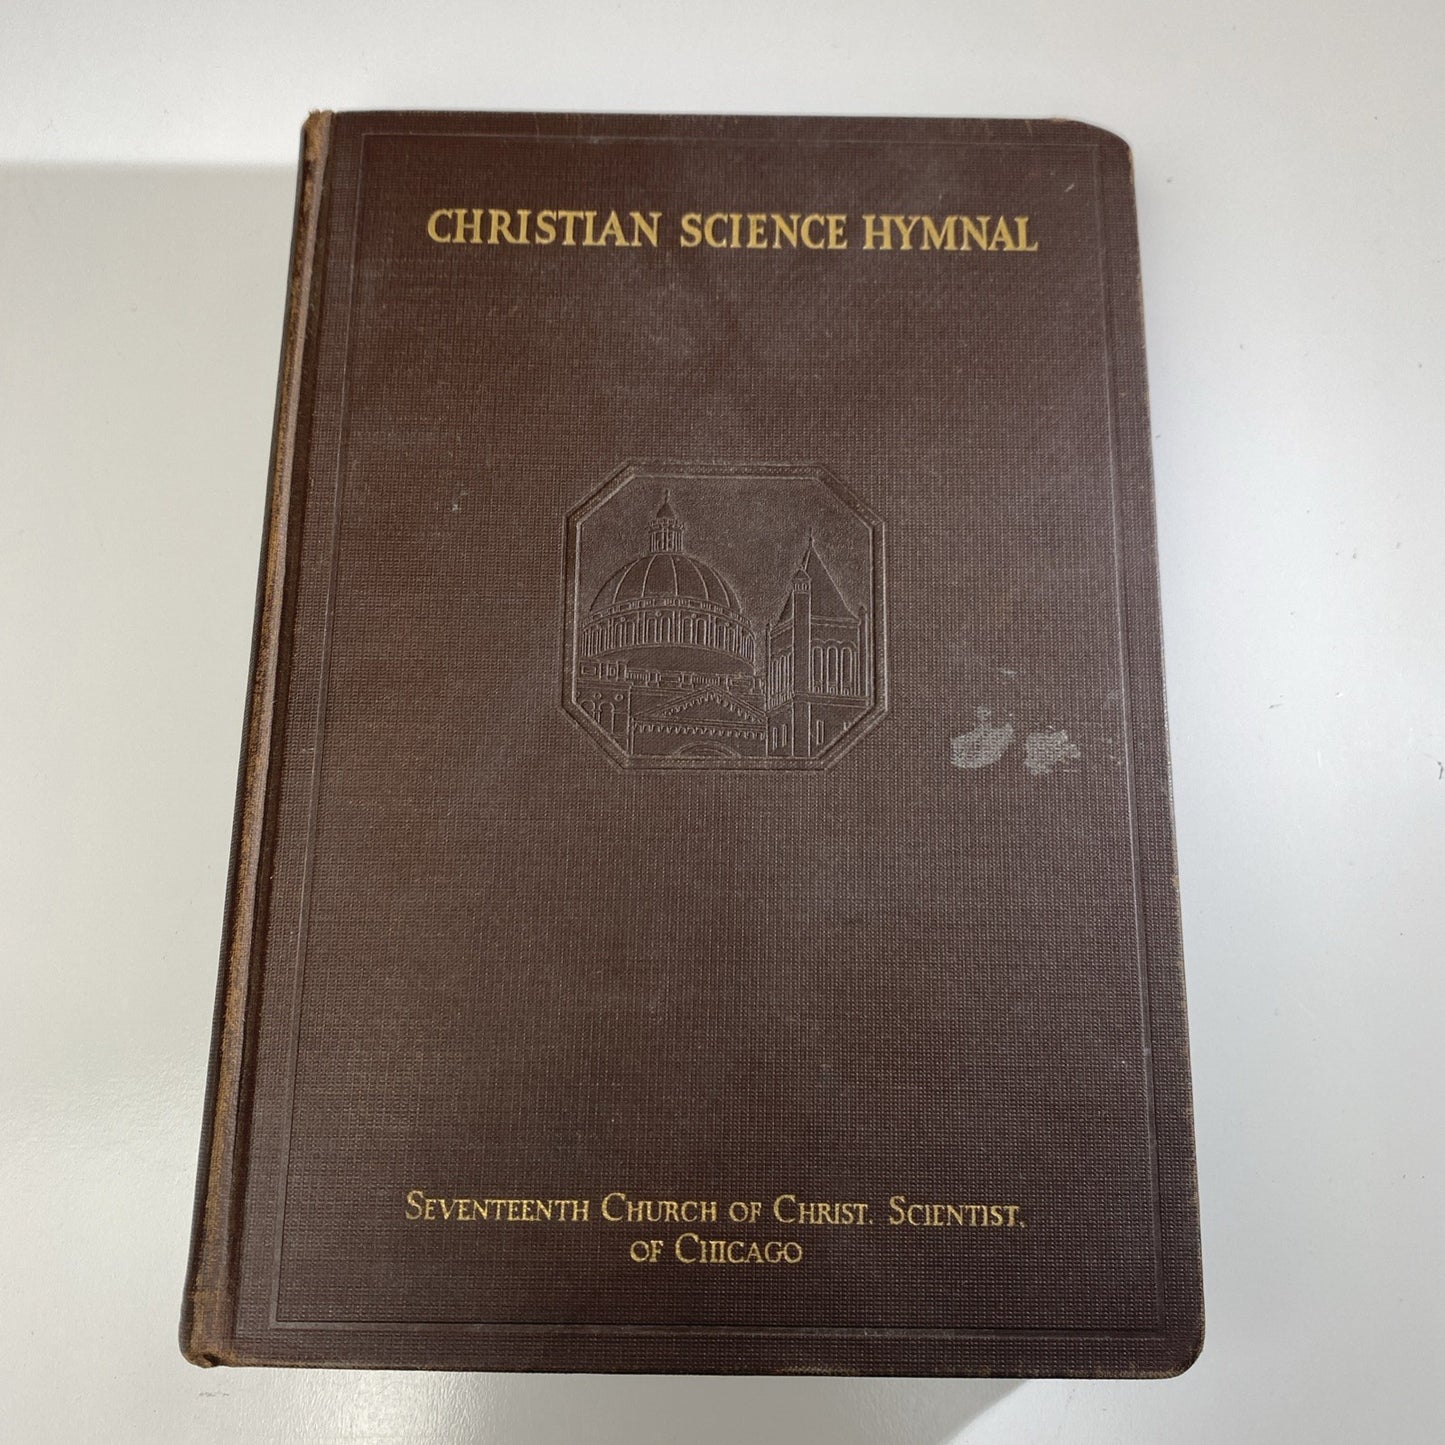 CHRISTIAN SCIENCE HYMNAL
SEVENTEENTH CHURCH OF CHRIST, SCIENTIST,
OF CHICAGO